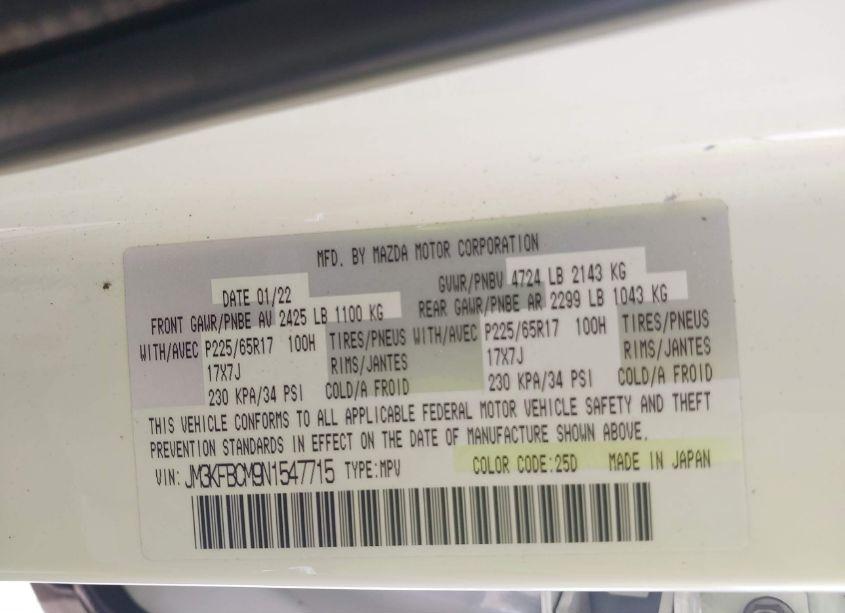 MFD. BY MAZDA MOTOR CORPORATION
DATE 01/22 GVWR/PNBV 4724 LB 2143 KG
FRONT GAWR/PNBE AV 2425 LB 1100 KG REAR GAWR/PNBE AR 2299 LB 1043 KG
WITH/AVEC P225/65R17 100H TIRES/PNEUS WITH/AVEC P225/65R17 100H TIRES/PNEUS
17X7J RIMS/JANTES 17X7J RIMS/JANTES
230 KPA/34 PSI COLD/A FROID 230 KPA/34 PSI COLD/A FROID
THIS VEHICLE CONFORMS TO ALL APPLICABLE FEDERAL MOTOR VEHICLE SAFETY AND THEFT
PREVENTION STANDARDS IN EFFECT ON THE DATE OF MANUFACTURE SHOWN ABOVE.
VIN: JM3KFBCM9N1547715 TYPE:MPV COLOR CODE:25D MADE IN JAPAN